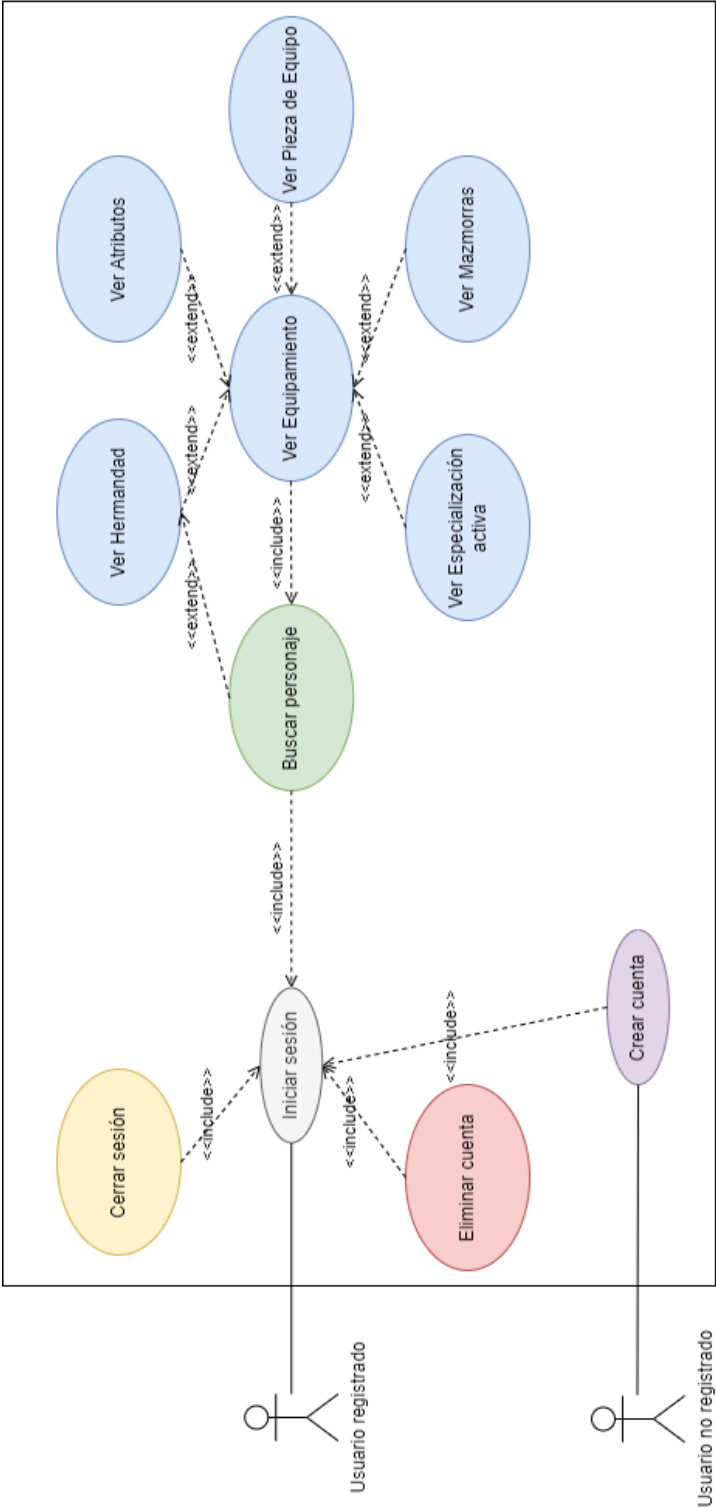 Cerrar sesión
<<include>>
Iniciar sesión
<<include>>
Eliminar cuenta
<<include>>
Crear cuenta
Usuario registrado
Usuario no registrado
<<include>>
Buscar personaje
<<extend>>
Ver Hermandad
<<extend>>
Ver Atributos
<<extend>>
<<include>>
Ver Equipamiento
<<extend>>
Ver Pieza de Equipo
<<extend>>
Ver Especialización
activa
<<extend>>
Ver Mazmorras